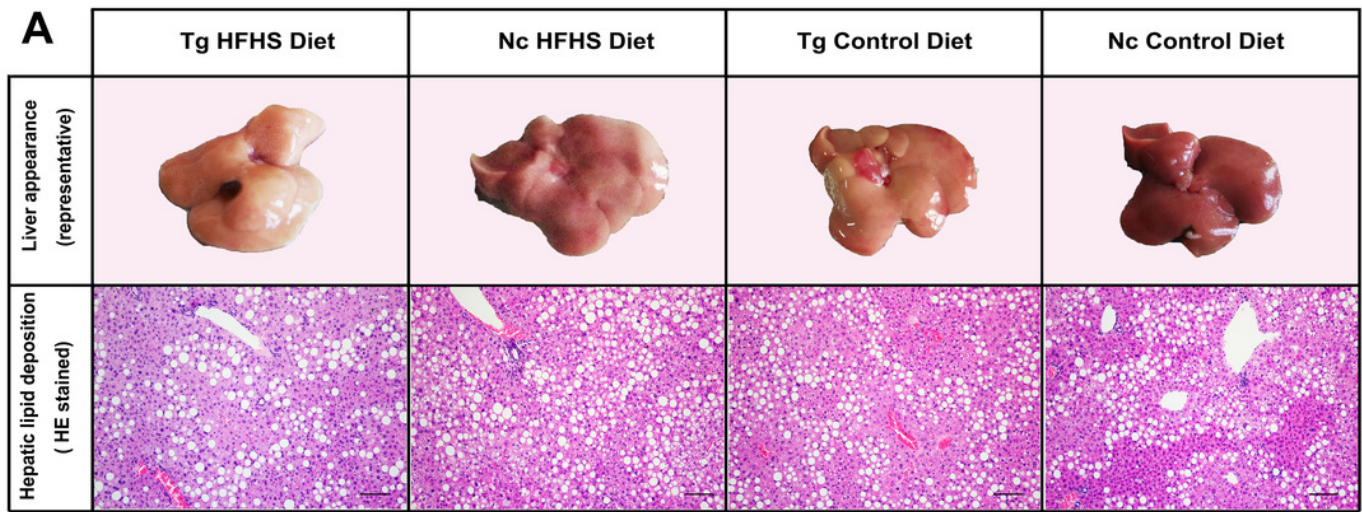 A
Tg HFHS Diet
Nc HFHS Diet
Tg Control Diet
Nc Control Diet
Liver appearance
(representative)
Hepatic lipid deposition
( HE stained)